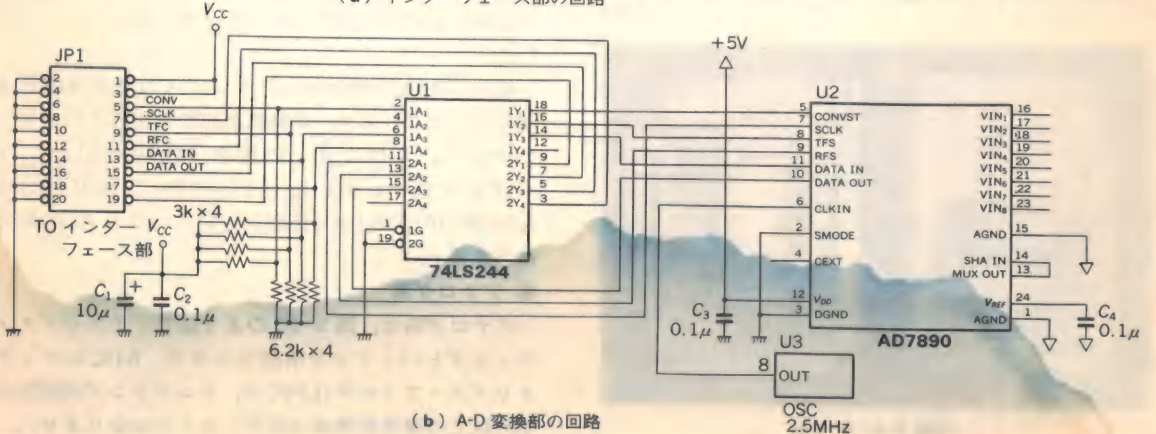 (a) インターフェース部の回路
VCC
JP1
2 1
4 3
6 5 CONV
8 7 SCLK
10 9 TFC
12 11 RFC
14 13 DATA IN
16 15 DATA OUT
18 17
20 19
TO インター
フェース部
VCC
3k×4
C1
10μ
+
C2
0.1μ
6.2k×4
U1
2 1A1 1Y1 18
4 1A2 1Y2 16
6 1A3 1Y3 14
8 1A4 1Y4 12
11 2A1 2Y1 9
13 2A2 2Y2 7
15 2A3 2Y3 5
17 2A4 2Y4 3
1 1G
19 2G
74LS244
+5V
U2
5 CONVST VIN1 16
7 SCLK VIN2 17
8 TFS VIN3 18
9 RFS VIN4 19
11 DATA IN VIN5 20
10 DATA OUT VIN6 21
VIN7 22
6 CLKIN VIN8 23
2 SMODE AGND 15
4 CEXT SHA IN 14
MUX OUT 13
12 VDD VREF 24
3 DGND AGND 1
AD7890
C3
0.1μ
C4
0.1μ
U3
8 OUT
OSC
2.5MHz
(b) A-D 変換部の回路